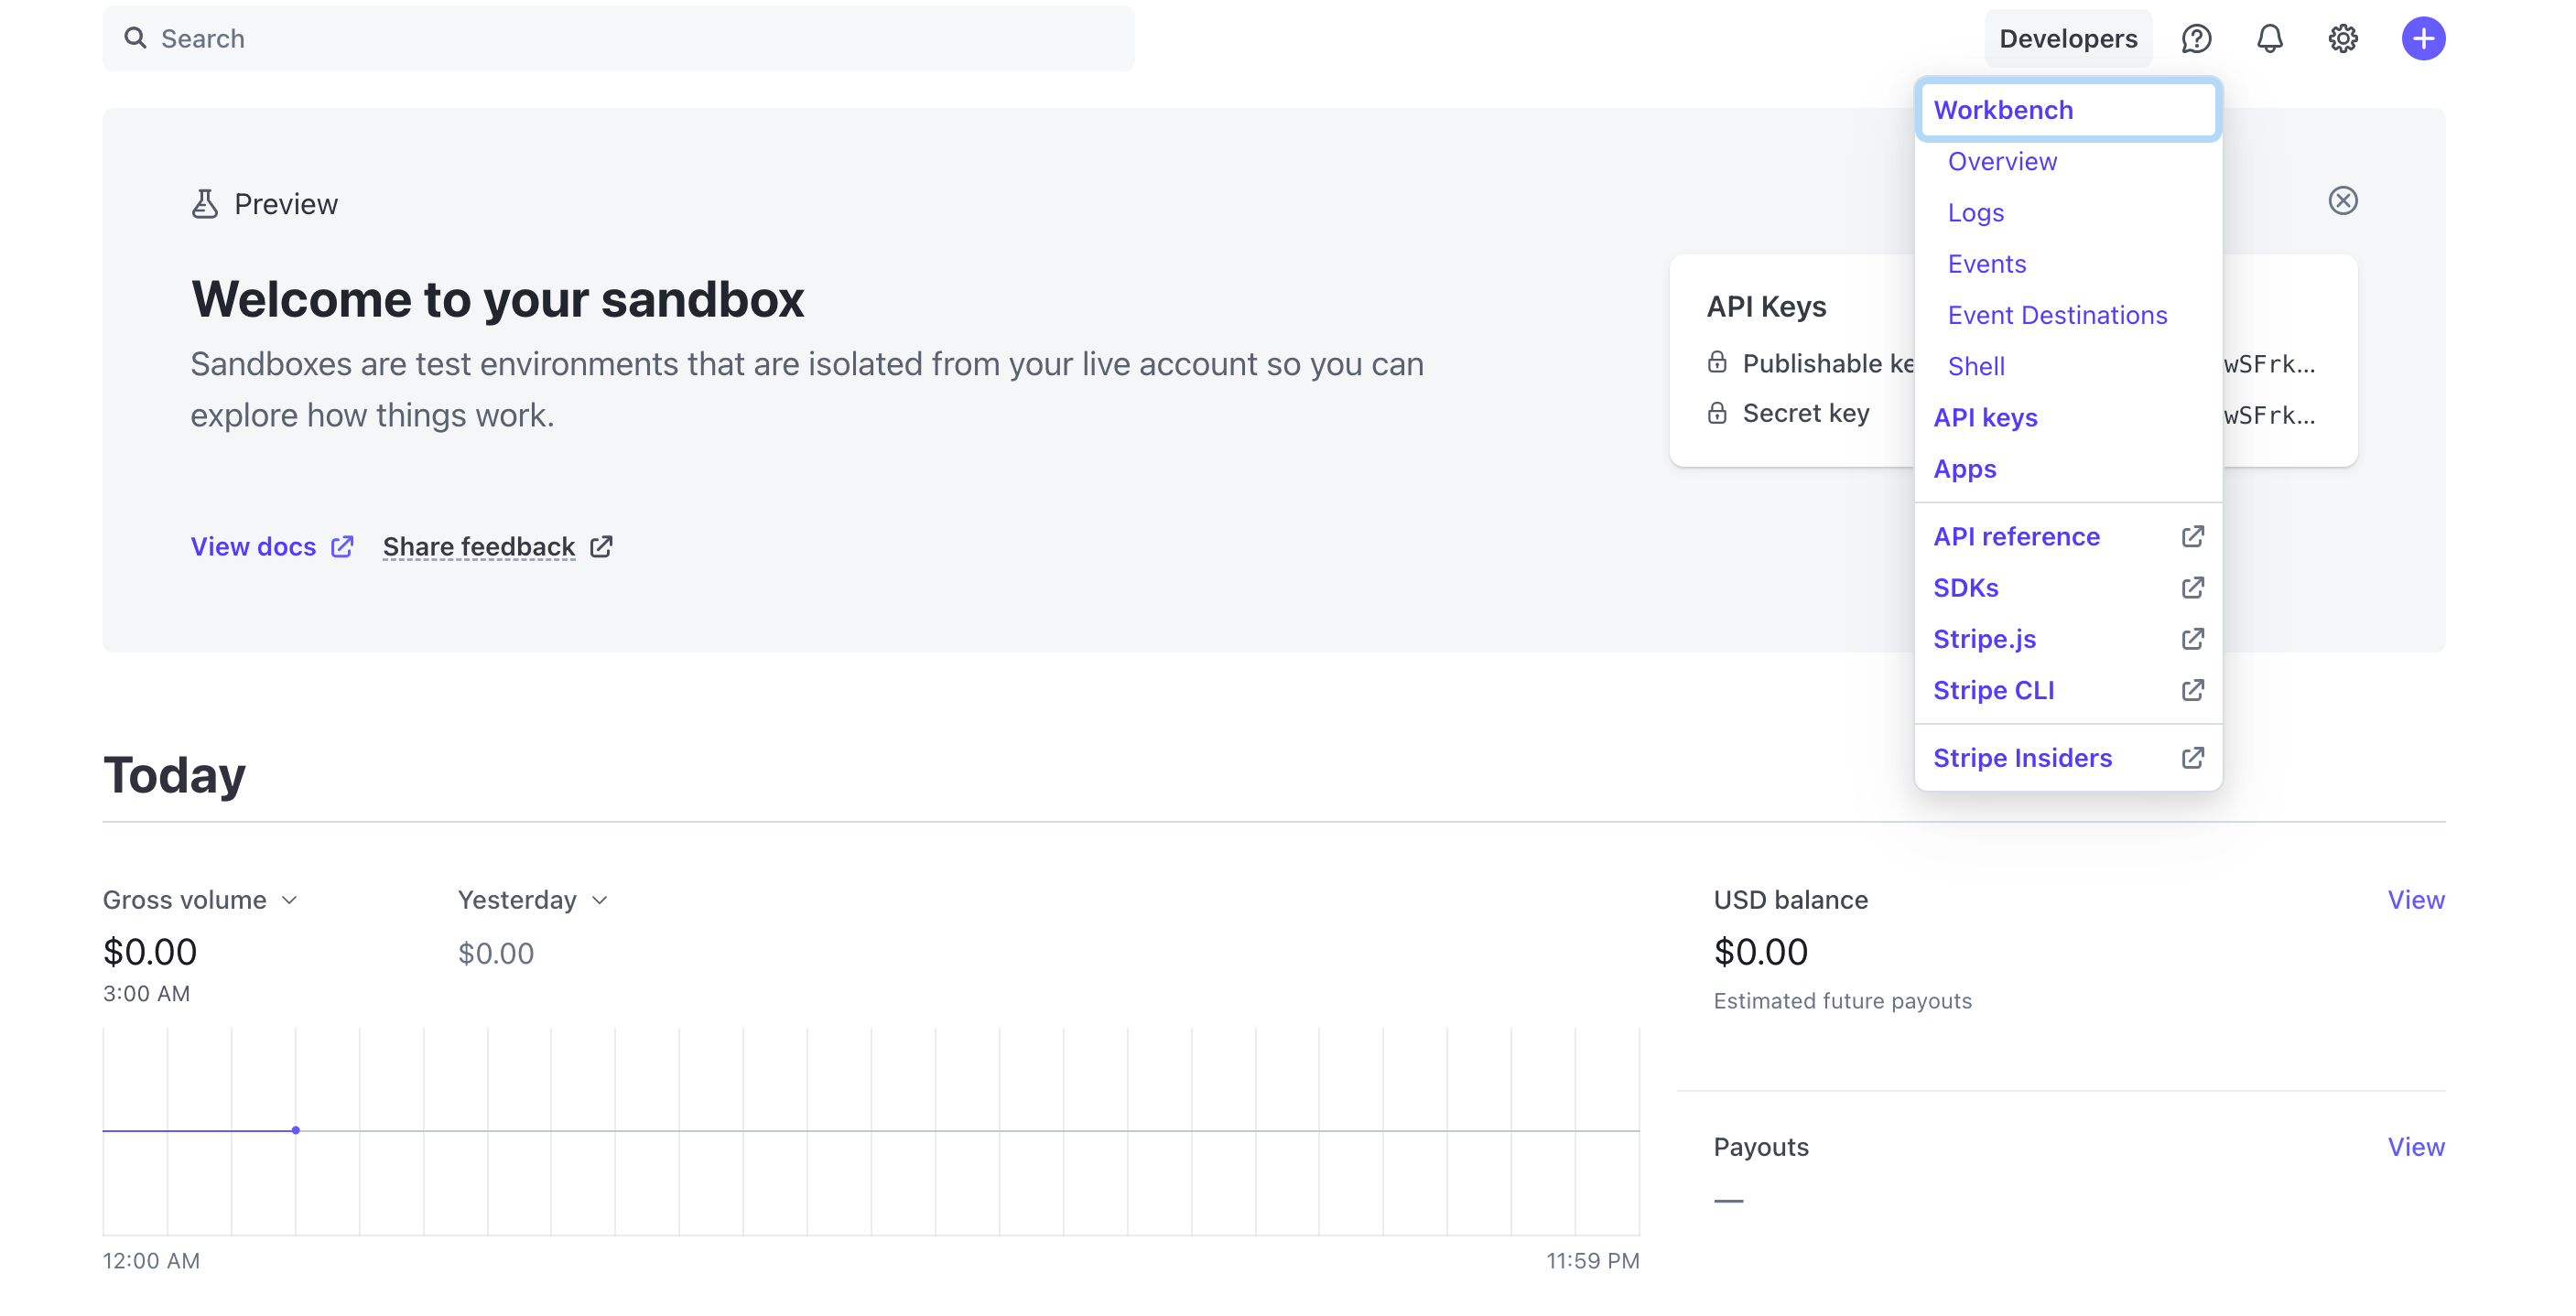 Search
Developers
Workbench
Overview
Logs
Events
Event Destinations
Shell
API keys
Apps
API reference
SDKs
Stripe.js
Stripe CLI
Stripe Insiders
Preview
Welcome to your sandbox
Sandboxes are test environments that are isolated from your live account so you can
explore how things work.
View docs
Share feedback
API Keys
Publishable ke
wSFrk...
Secret key
wSFrk...
Today
Gross volume
Yesterday
$0.00
$0.00
3:00 AM
12:00 AM
11:59 PM
USD balance
View
$0.00
Estimated future payouts
Payouts
View
—